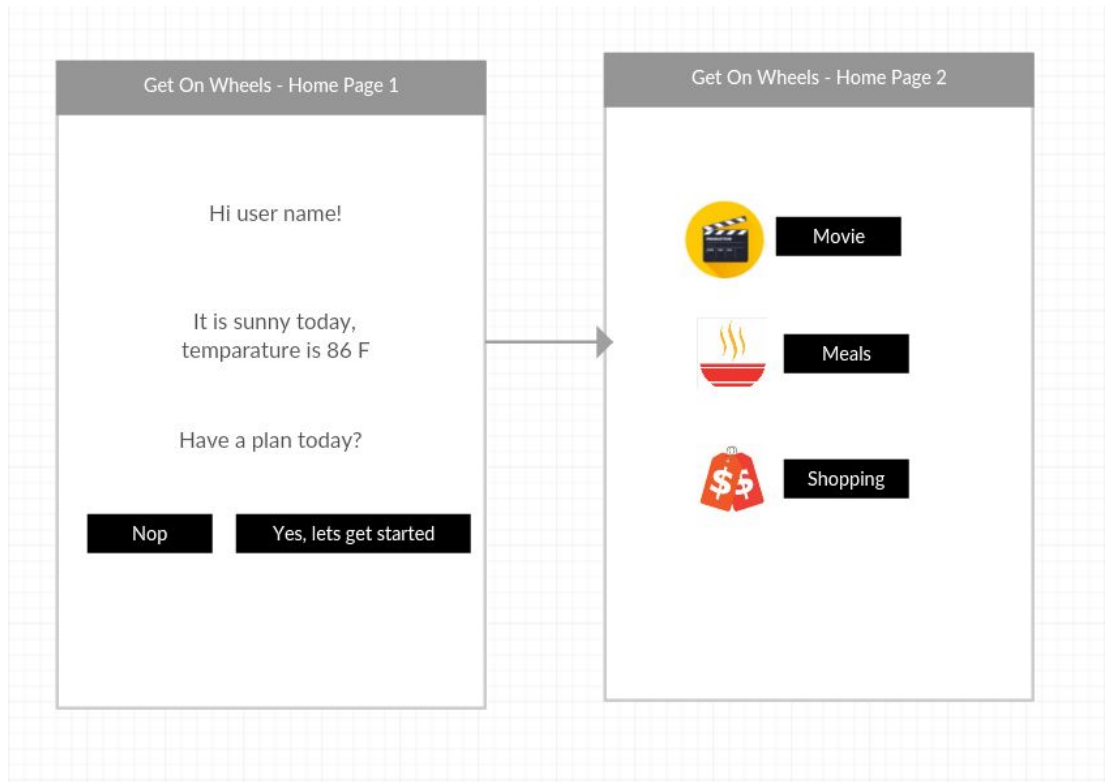 Get On Wheels - Home Page 1
Hi user name!
It is sunny today,
temparature is 86 F
Have a plan today?
Nop
Yes, lets get started
Get On Wheels - Home Page 2
Movie
Meals
$ $
Shopping